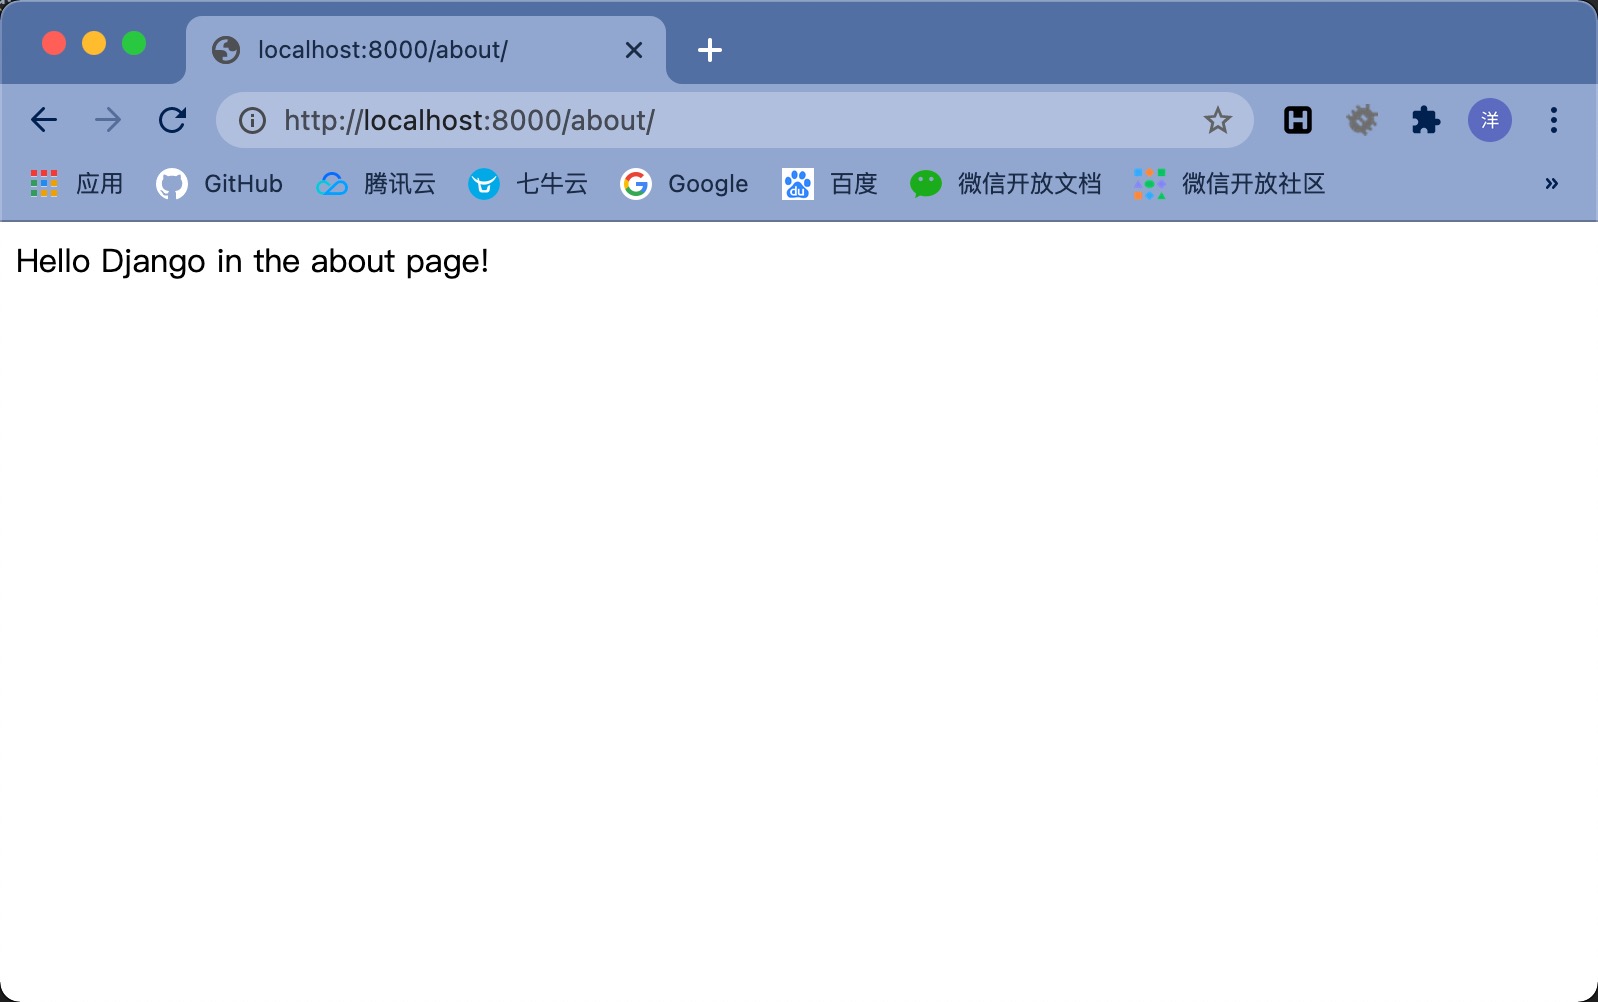 localhost:8000/about/
http://localhost:8000/about/
洋
应用 GitHub 腾讯云 七牛云 Google du 百度 微信开放文档 微信开放社区 »
Hello Django in the about page!